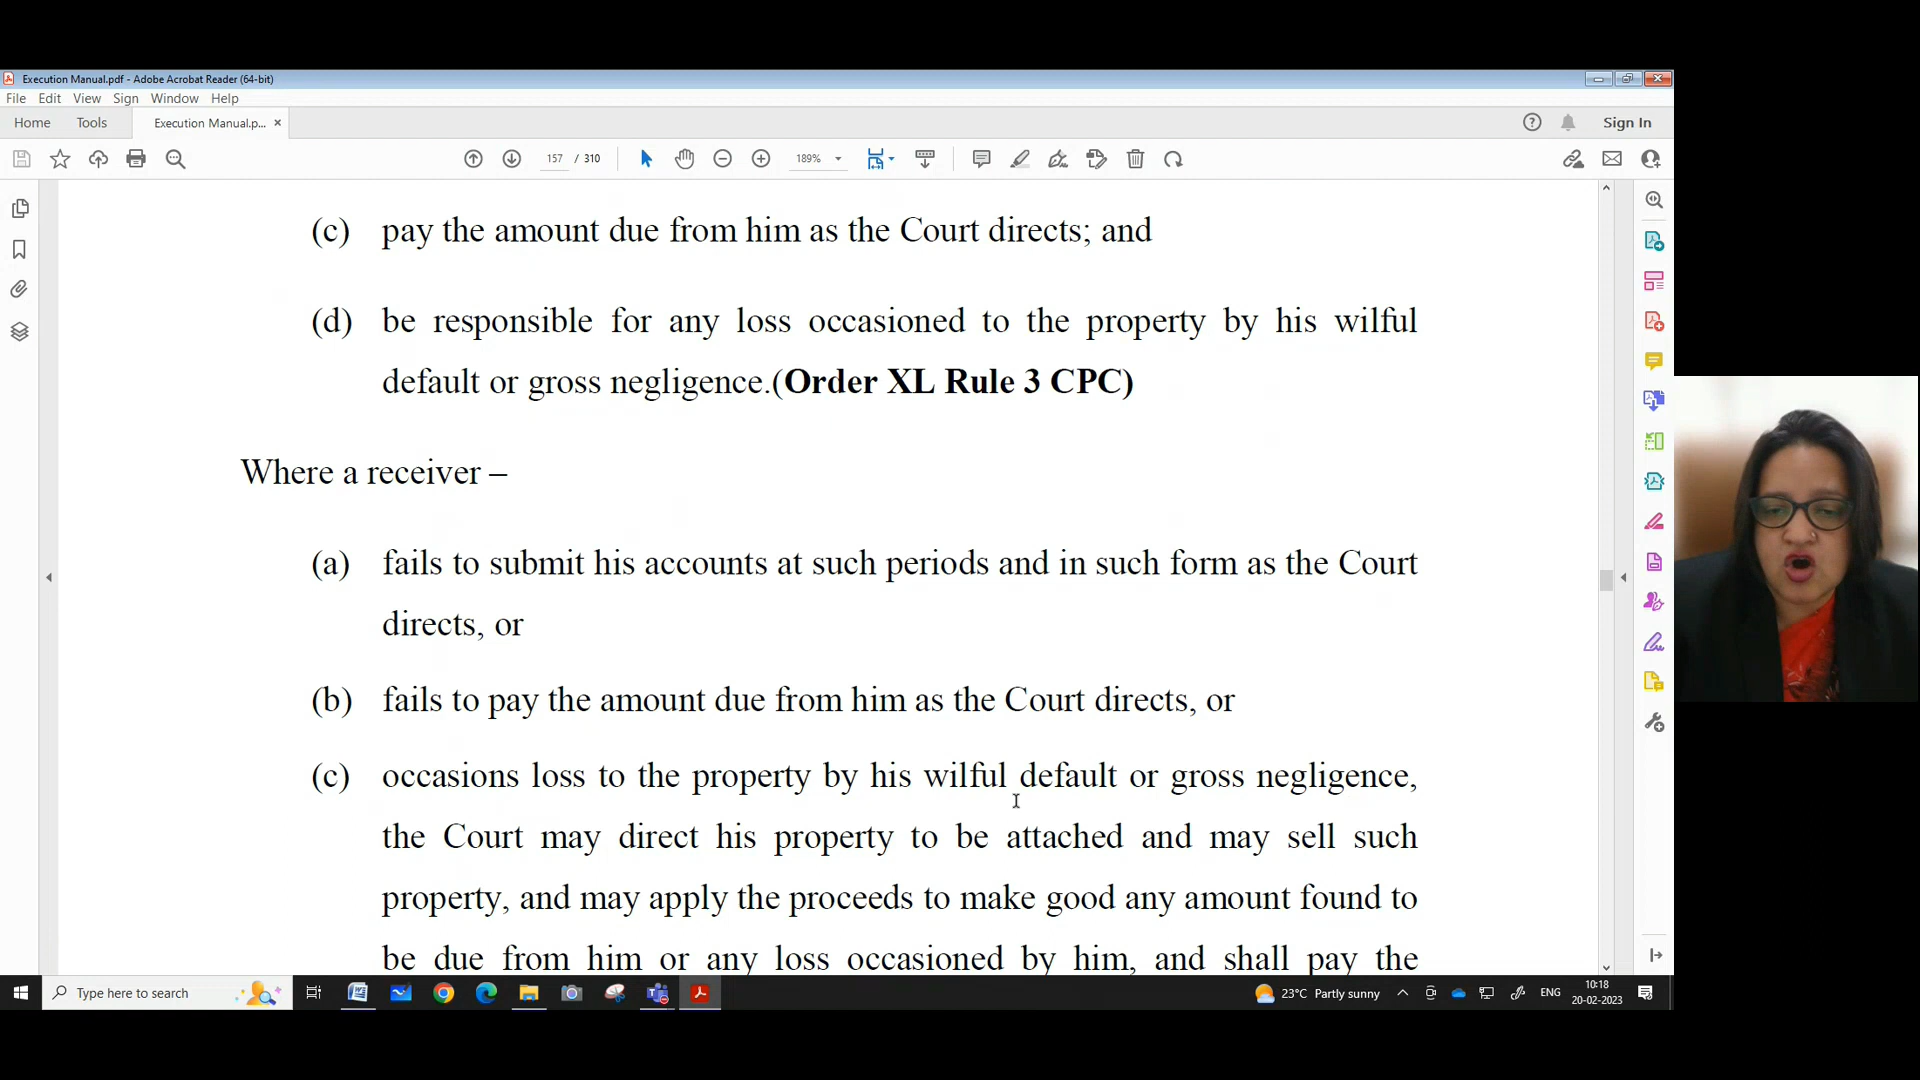 Execution Manual.pdf - Adobe Acrobat Reader (64-bit)
File Edit View Sign Window Help
Home Tools Execution Manual.p... × Sign In
157 / 310 189%
(c) pay the amount due from him as the Court directs; and
(d) be responsible for any loss occasioned to the property by his wilful
default or gross negligence.(Order XL Rule 3 CPC)
Where a receiver –
(a) fails to submit his accounts at such periods and in such form as the Court
directs, or
(b) fails to pay the amount due from him as the Court directs, or
(c) occasions loss to the property by his wilful default or gross negligence,
the Court may direct his property to be attached and may sell such
property, and may apply the proceeds to make good any amount found to
be due from him or any loss occasioned by him, and shall pay the
Type here to search
23°C Partly sunny ENG
10:18
20-02-2023